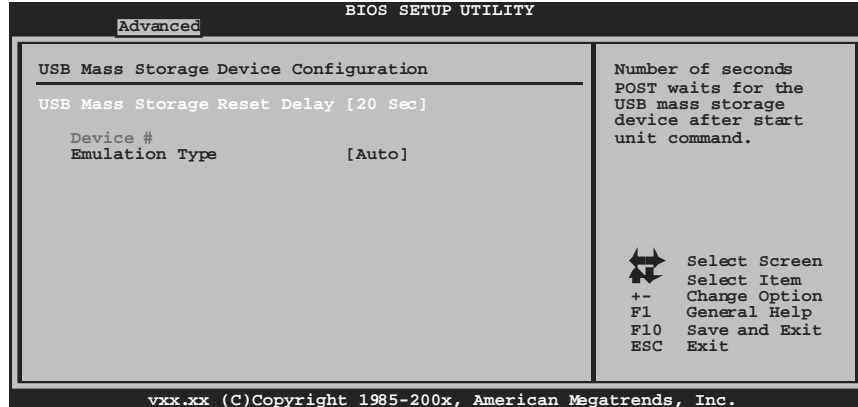 BIOS SETUP UTILITY
Advanced
USB Mass Storage Device Configuration
USB Mass Storage Reset Delay [20 Sec]
Device #
Emulation Type [Auto]
Number of seconds
POST waits for the
USB mass storage
device after start
unit command.
Select Screen
Select Item
+- Change Option
F1 General Help
F10 Save and Exit
ESC Exit
vxx.xx (C)Copyright 1985-200x, American Megatrends, Inc.